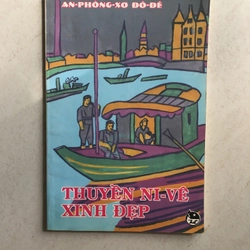 AN-PHÔNG-XƠ ĐÔ-ĐÊ
THUYỀN NI-VÊ
XINH ĐẸP